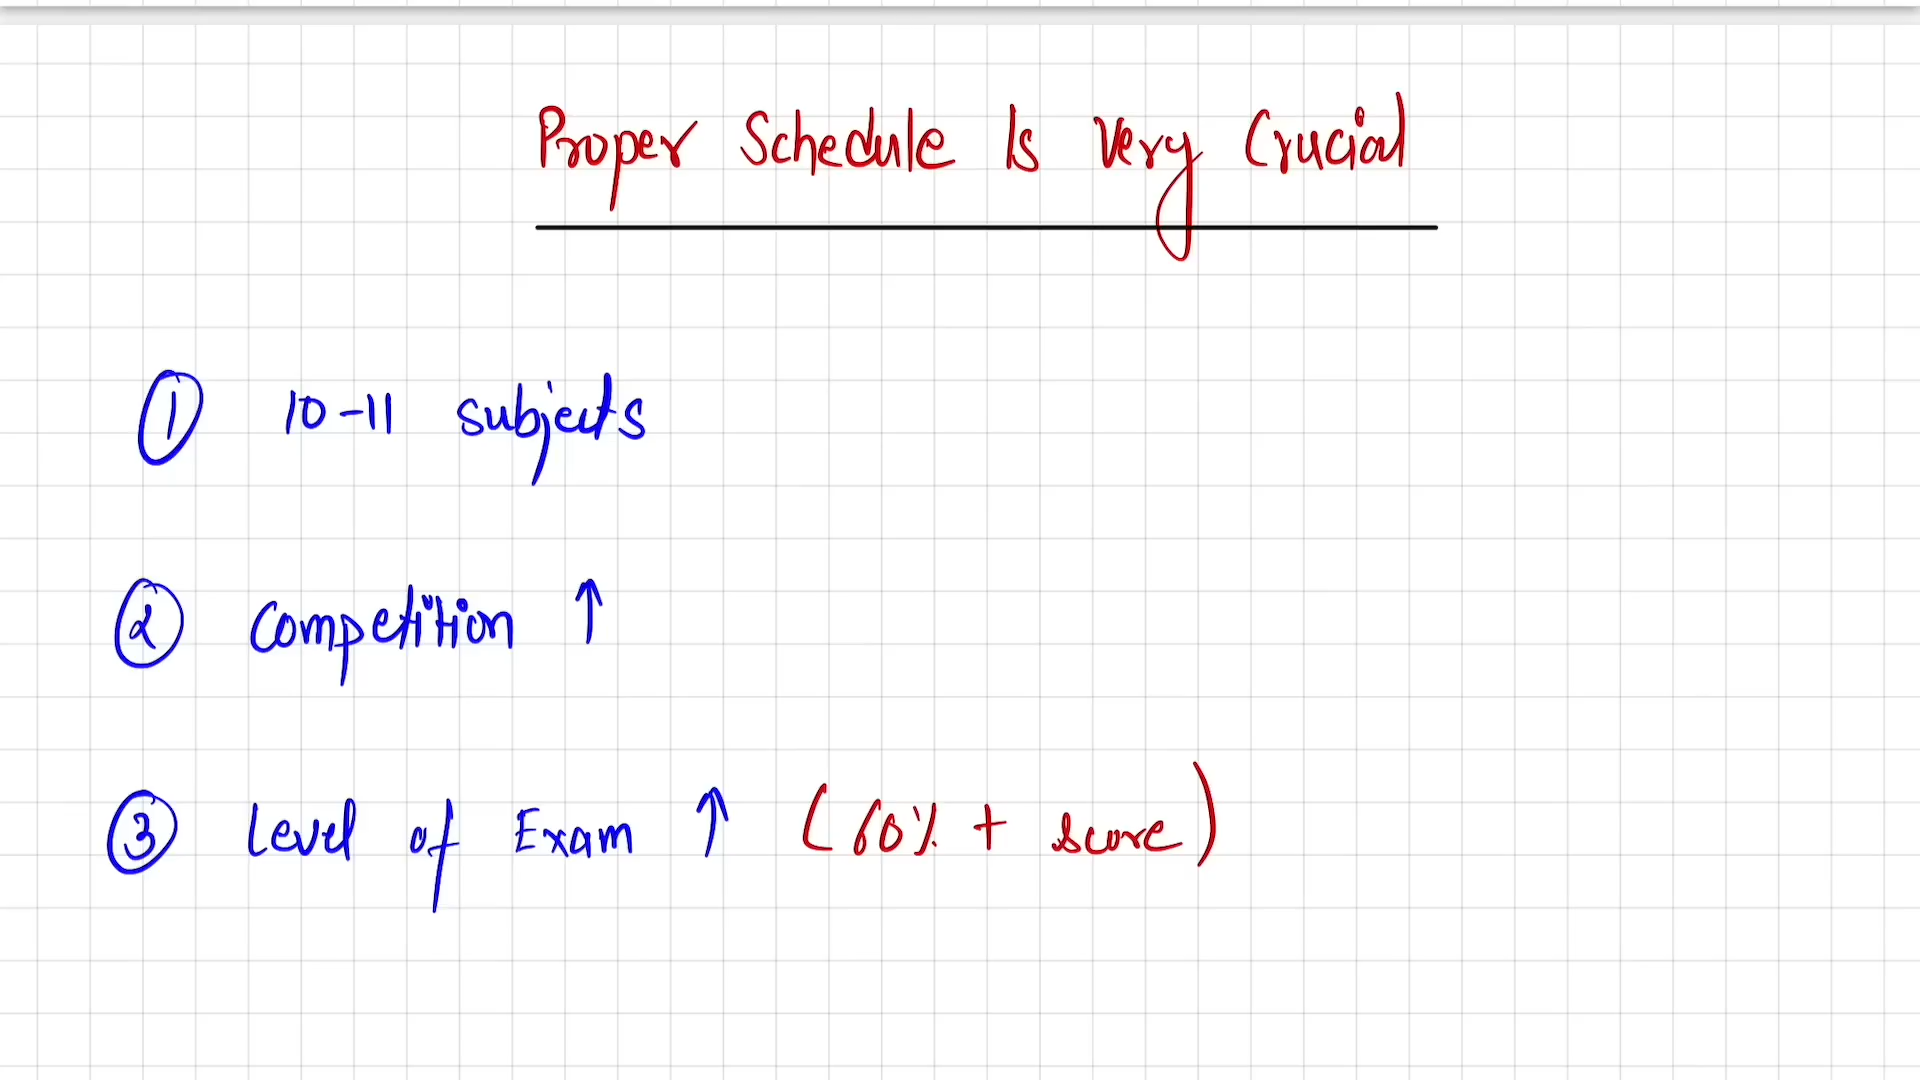 Proper Schedule Is Very Crucial
① 10-11 subjects
② Competition ↑
③ Level of Exam ↑ (60% + score)